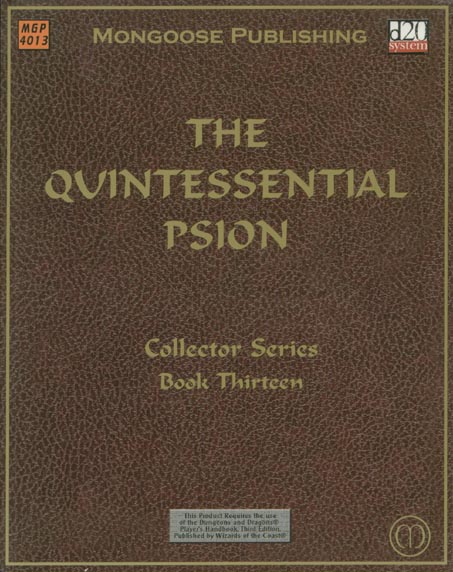 MGP
4013
MONGOOSE PUBLISHING
d20
system
THE
QUINTESSENTIAL
PSION
Collector Series
Book Thirteen
This Product Requires the use
of the Dungeons and Dragons®
Player's Handbook, Third Edition,
Published by Wizards of the Coast®
M